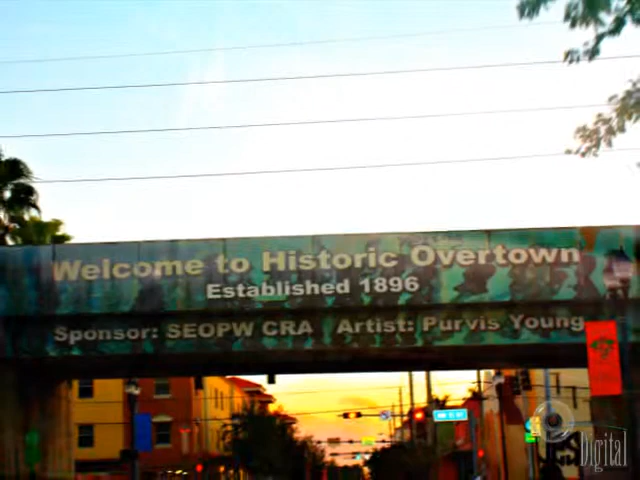 Welcome to Historic Overtown
Established 1896
Sponsor: SEOPW CRA Artist: Purvis Young
Digital